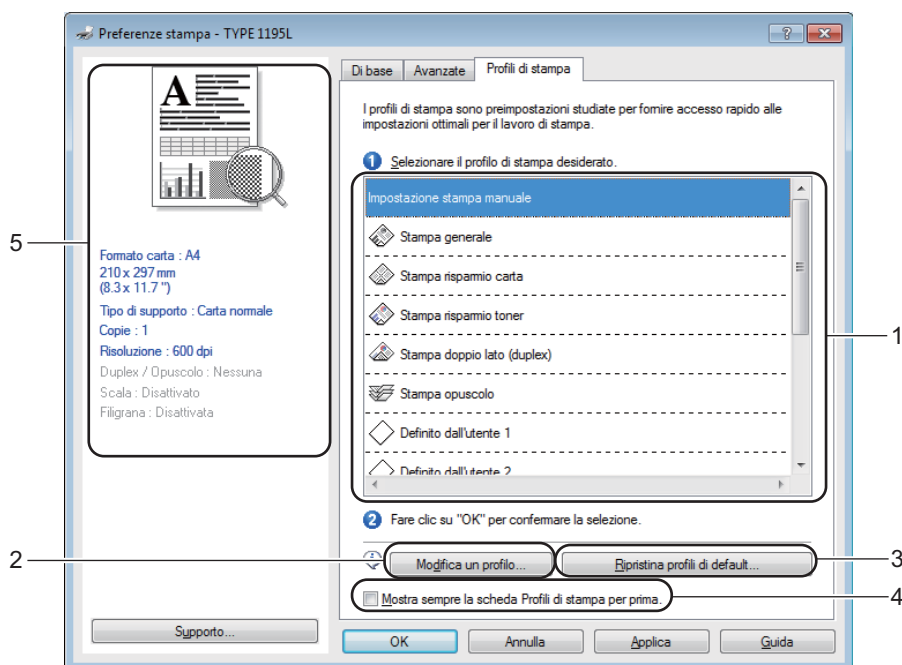 Preferenze stampa - TYPE 1195L
Di base
Avanzate
Profili di stampa
A
Formato carta : A4
210 x 297 mm
(8.3 x 11.7 ")
Tipo di supporto : Carta normale
Copie : 1
Risoluzione : 600 dpi
Duplex / Opuscolo : Nessuna
Scala : Disattivato
Filigrana : Disattivata
Supporto...
5
I profili di stampa sono preimpostazioni studiate per fornire accesso rapido alle
impostazioni ottimali per il lavoro di stampa.
1 Selezionare il profilo di stampa desiderato.
Impostazione stampa manuale
Stampa generale
Stampa risparmio carta
Stampa risparmio toner
Stampa doppio lato (duplex)
Stampa opuscolo
Definito dall'utente 1
Definito dall'utente 2
1
2 Fare clic su "OK" per confermare la selezione.
2
Modifica un profilo...
Ripristina profili di default...
3
Mostra sempre la scheda Profili di stampa per prima.
4
OK
Annulla
Applica
Guida